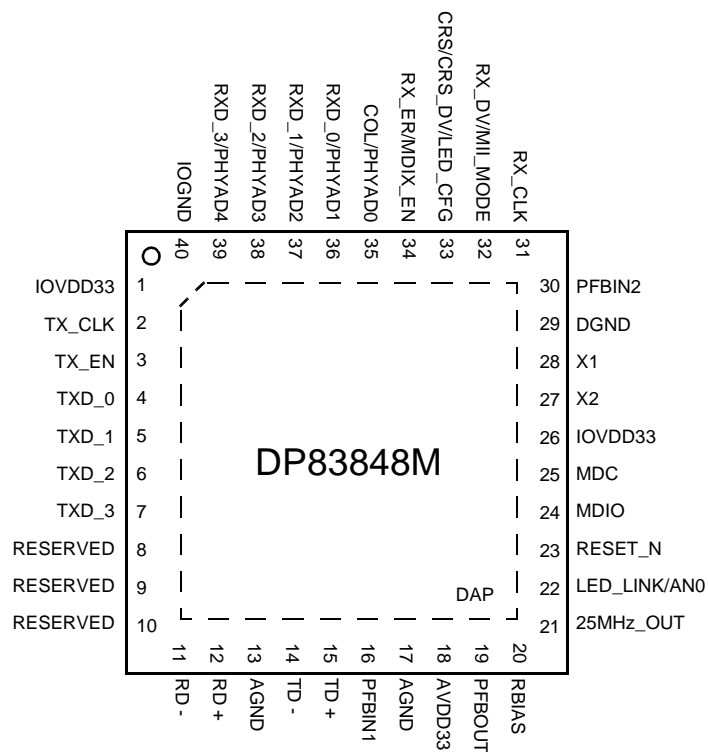 IOGND
RXD_3/PHYAD4
RXD_2/PHYAD3
RXD_1/PHYAD2
RXD_0/PHYAD1
COL/PHYAD0
RX_ER/MDIX_EN
CRS/CRS_DV/LED_CFG
RX_DV/MII_MODE
RX_CLK
40
39
38
37
36
35
34
33
32
31
IOVDD33 1
TX_CLK 2
TX_EN 3
TXD_0 4
TXD_1 5
TXD_2 6
TXD_3 7
RESERVED 8
RESERVED 9
RESERVED 10
DP83848M
DAP
30 PFBIN2
29 DGND
28 X1
27 X2
26 IOVDD33
25 MDC
24 MDIO
23 RESET_N
22 LED_LINK/AN0
21 25MHz_OUT
11
12
13
14
15
16
17
18
19
20
RD -
RD +
AGND
TD -
TD +
PFBIN1
AGND
AVDD33
PFBOUT
RBIAS